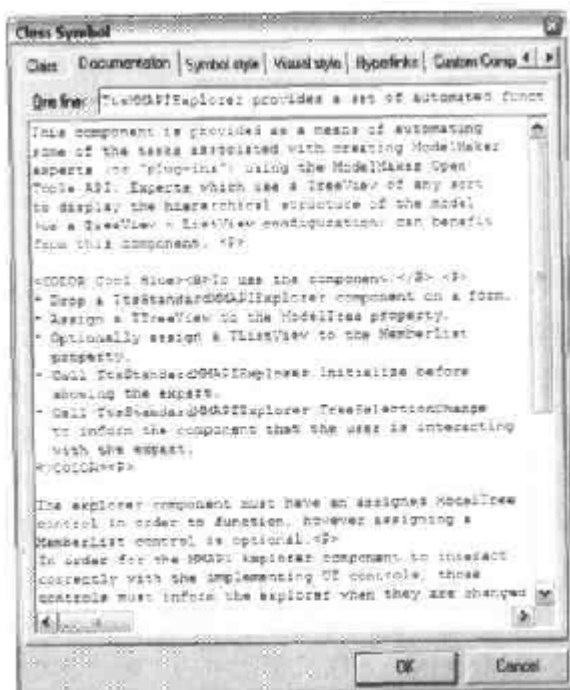 Class Symbol
Class Documentation Symbol style Visual style Hyperlinks Custom Comp
One liner TtsMMAPIExplorer provides a set of automated funct
This component is provided as a means of automating
some of the tasks associated with creating ModelMaker
experts (or "plug-ins") using the ModelMaker Open
Tools API. Experts which use a TreeView of any sort
to display the hierarchical structure of the model
a TreeView ListView configuration) can benefit
from this component. <P>
<COLOR Cool Blue><B>To use the component:</B> <P>
* Drop a TtsStandardMMAPIExplorer component on a form.
* Assign a TTreeView to the ModelTree property.
* Optionally assign a TListView to the MemberList
property.
* Call Initialize before
showing the expert.
* Call TtsStandardMMAPIExplorer TreeSelectionChange
to inform the component that the user is interacting
with the expert.
</COLOR><P>
The explorer component must have an assigned ModelTree
control in order to function, however assigning a
MemberList control is optional.<P>
In order for the MMAPI Explorer component to interact
correctly with the implementing UI controls, those
controls must inform the explorer when they are changed
OK Cancel